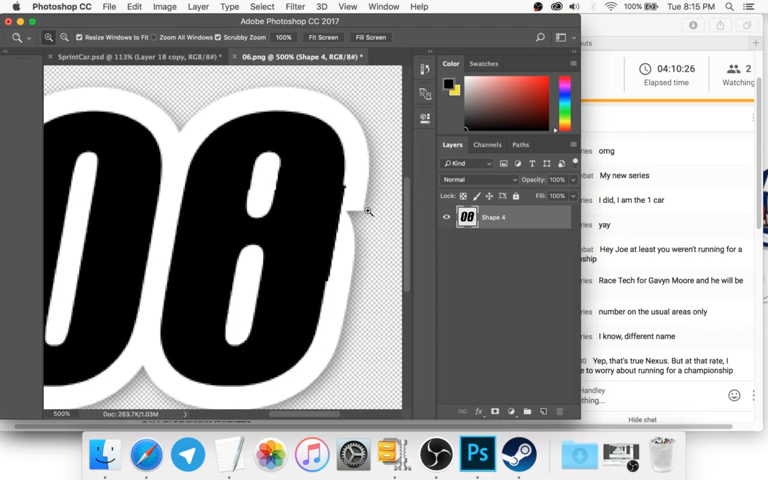 Photoshop CC File Edit Image Layer Type Select Filter 3D View Window Help 100% Tue 8:15 PM
Adobe Photoshop CC 2017
Resize Windows to Fit Zoom All Windows Scrubby Zoom 100% Fit Screen Fill Screen
SprintCar.psd @ 113% (Layer 18 copy, RGB/8#) * 06.png @ 500% (Shape 4, RGB/8#) *
Color Swatches
Layers Channels Paths
Kind
Normal Opacity: 100%
Lock: Fill: 100%
Shape 4
08
500% Doc: 263.7K/1.03M
04:10:26 2
Elapsed time Watching
omg
My new series
I did, I am the 1 car
yay
Hey Joe at least you weren't running for a
Race Tech for Gavyn Moore and he will be
number on the usual areas only
I know, different name
Yep, that's true Nexus. But at that rate, I
to worry about running for a championship
Handley
Hide chat
Ps